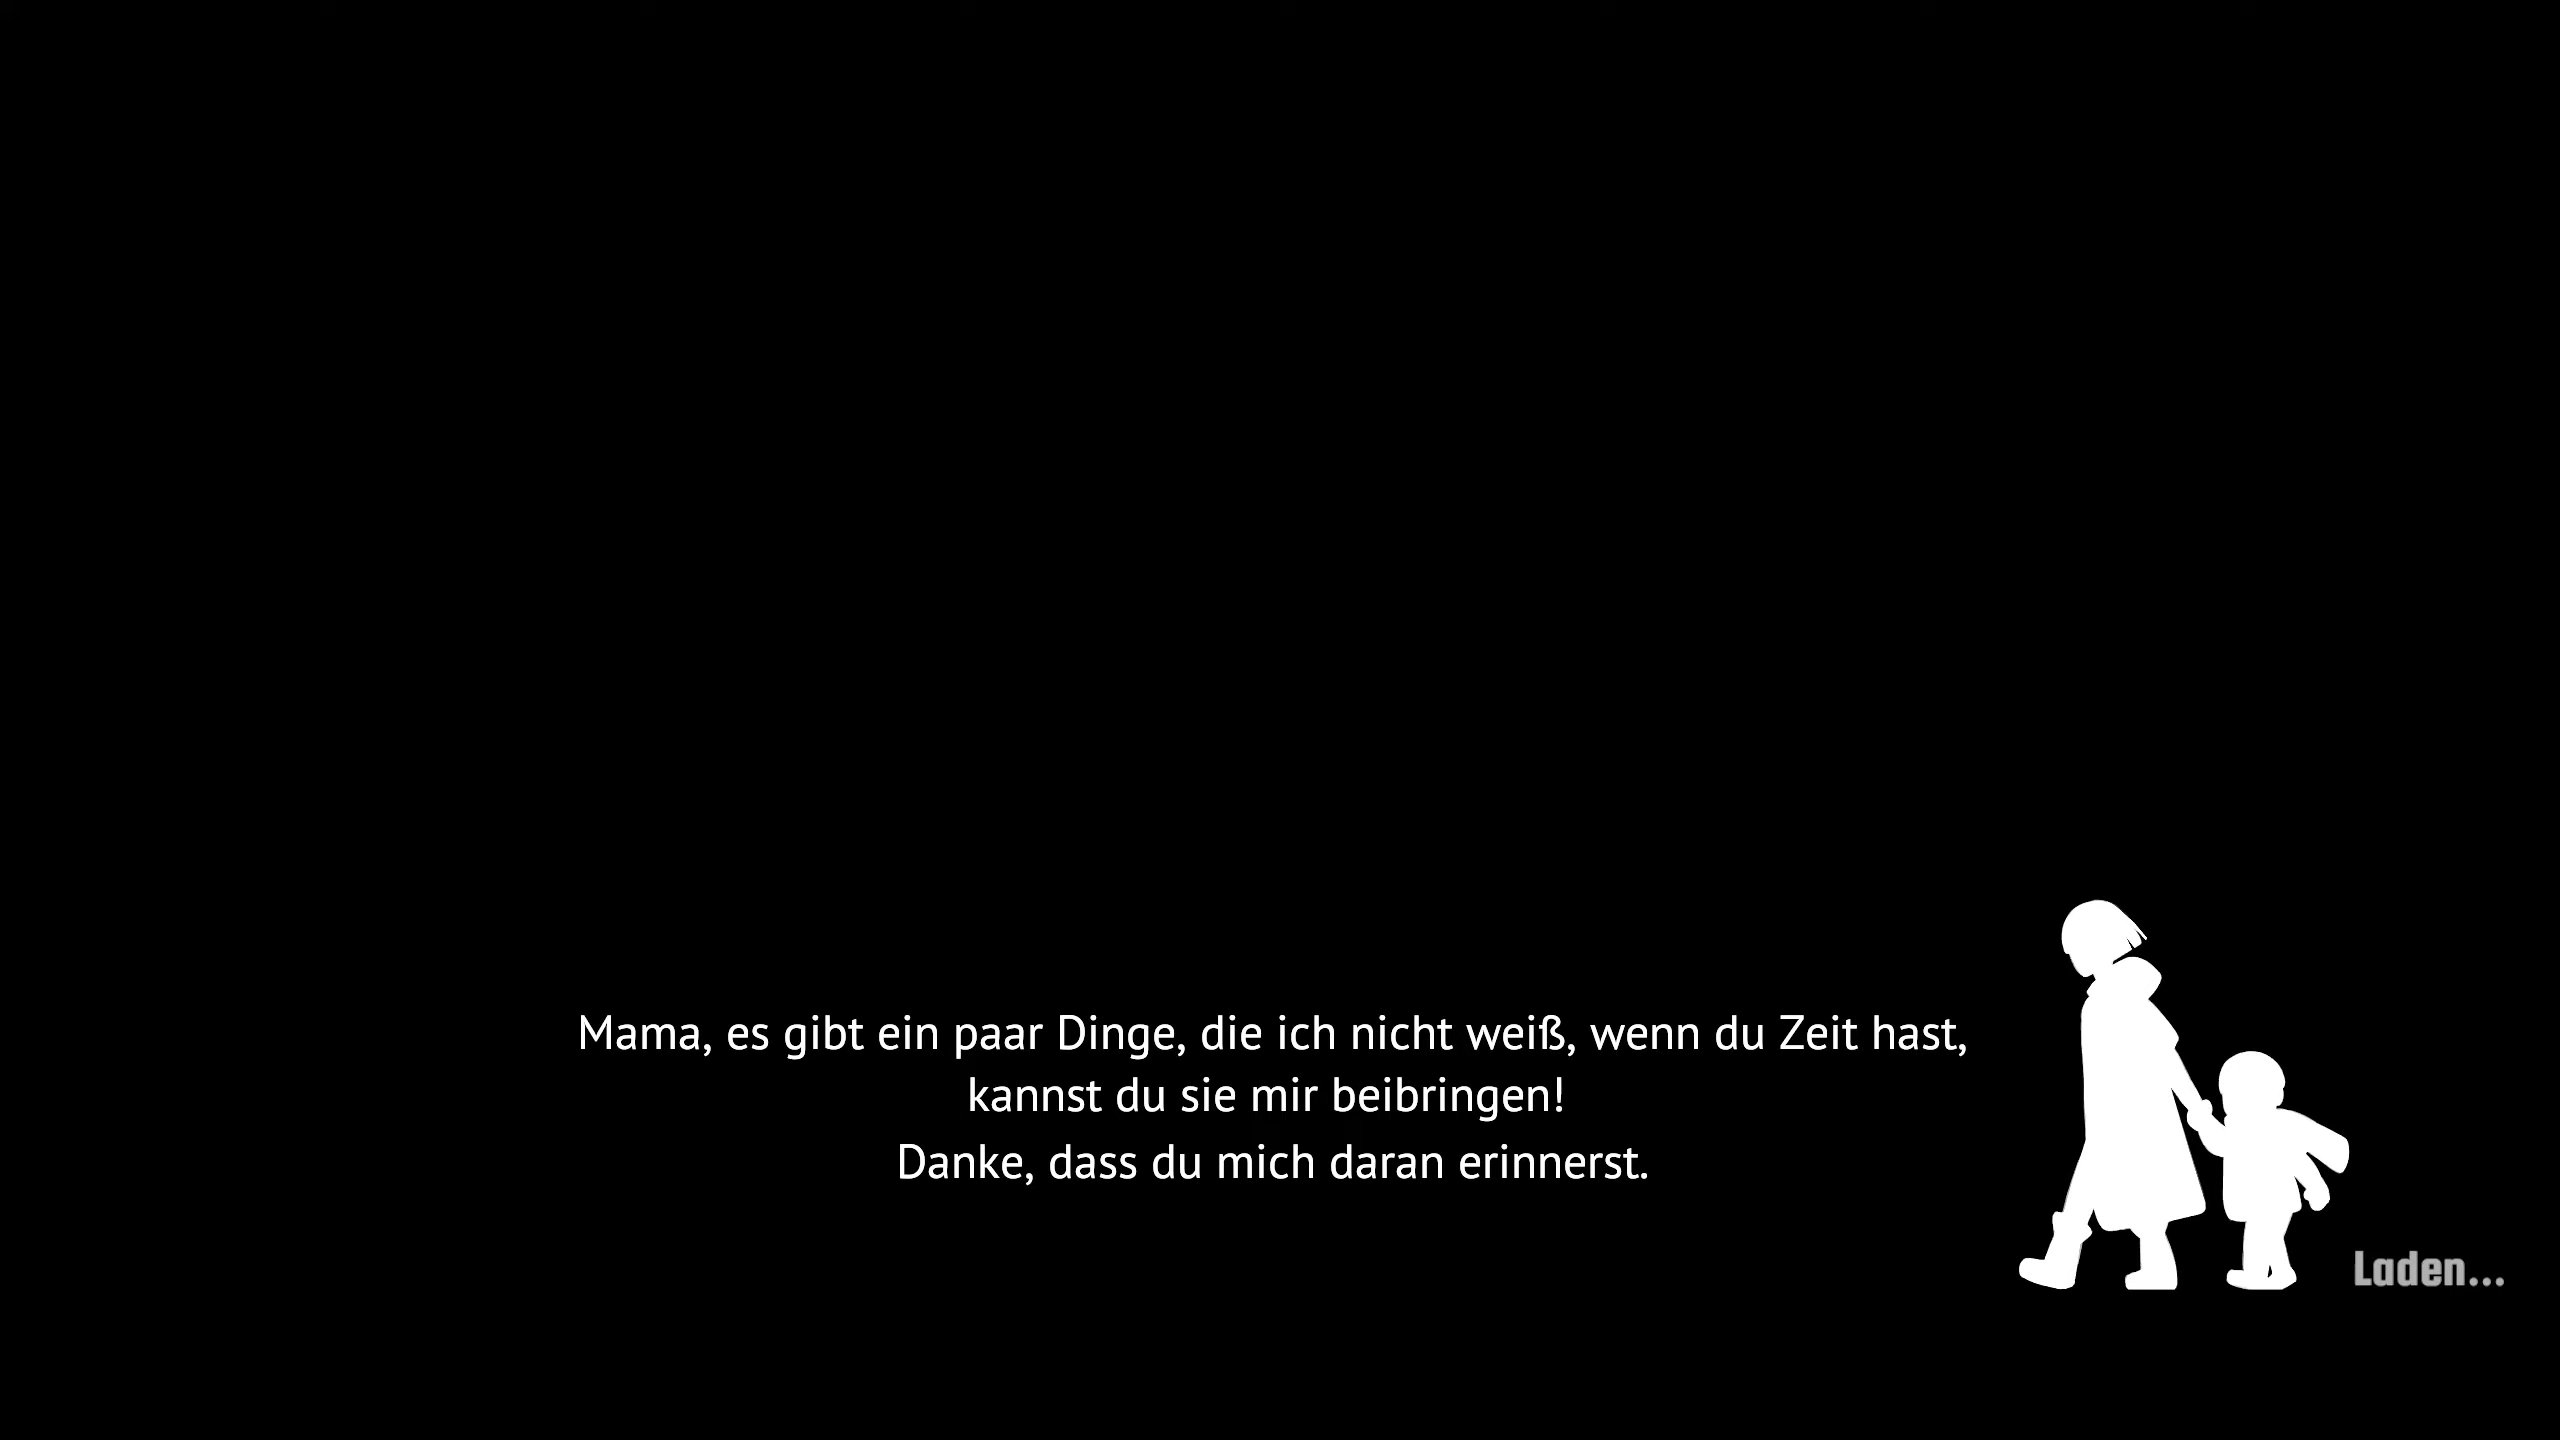 Mama, es gibt ein paar Dinge, die ich nicht weiß, wenn du Zeit hast,
kannst du sie mir beibringen!
Danke, dass du mich daran erinnerst.
Laden...